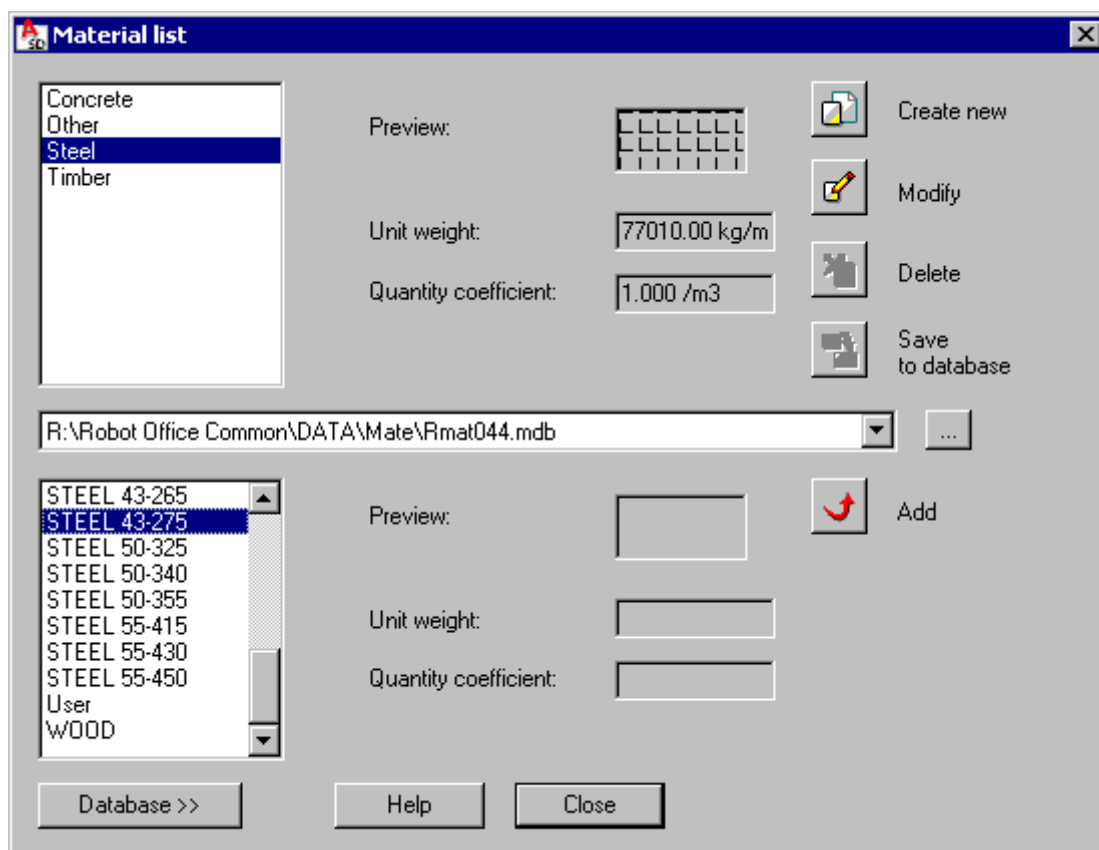 A SD Material list
Concrete
Other
Steel
Timber
Preview:
Unit weight: 77010.00 kg/m
Quantity coefficient: 1.000 /m3
Create new
Modify
Delete
Save
to database
R:\Robot Office Common\DATA\Mate\Rmat044.mdb
...
STEEL 43-265
STEEL 43-275
STEEL 50-325
STEEL 50-340
STEEL 50-355
STEEL 55-415
STEEL 55-430
STEEL 55-450
User
WOOD
Preview:
Unit weight:
Quantity coefficient:
Add
Database >>
Help
Close